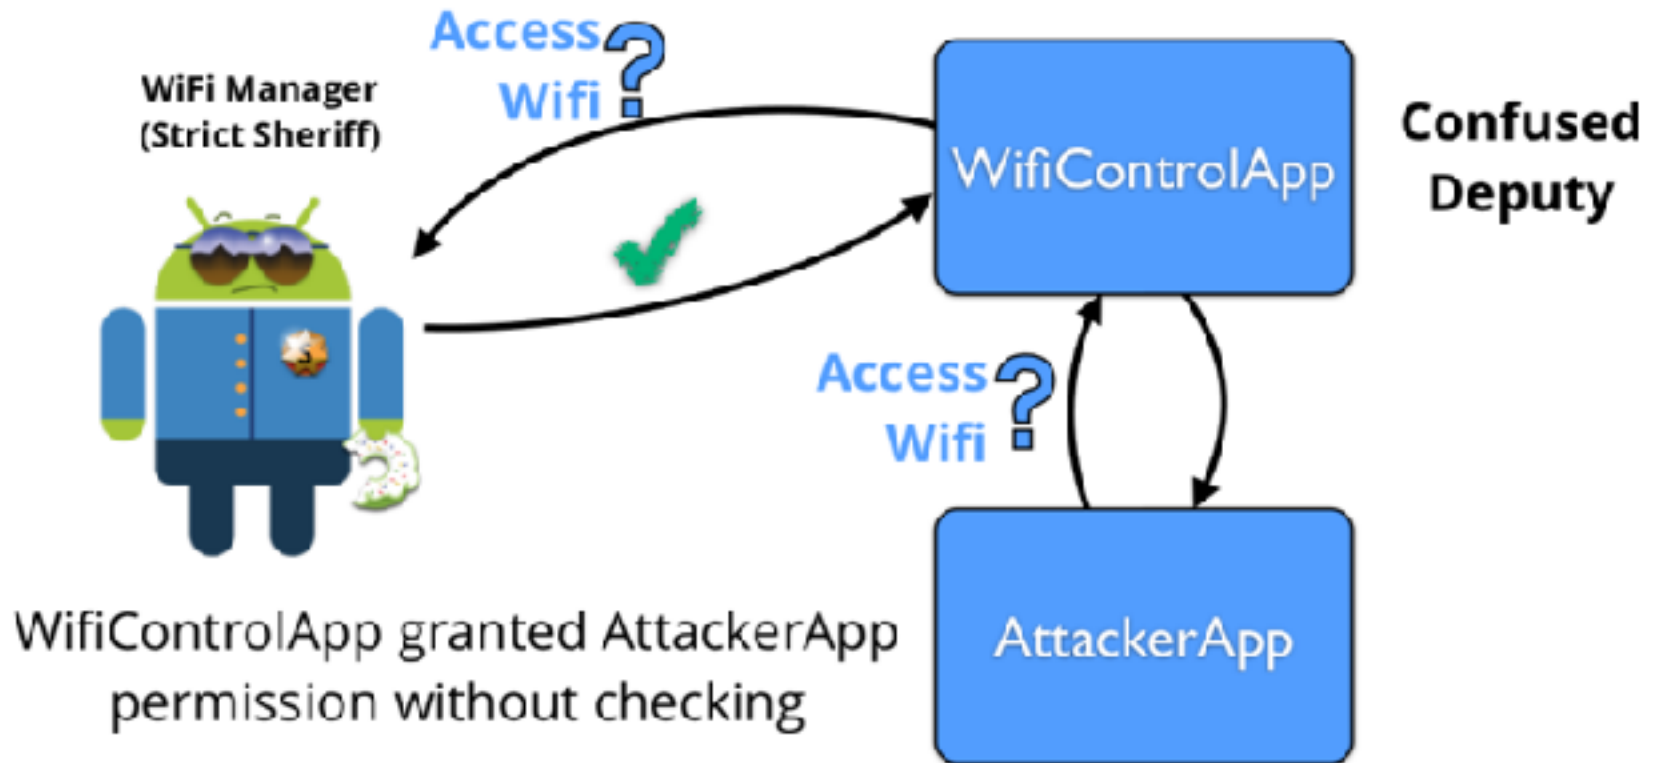 Access
Wifi
?
WiFi Manager
(Strict Sheriff)
WifiControlApp
Confused
Deputy
Access
Wifi
?
AttackerApp
WifiControlApp granted AttackerApp
permission without checking